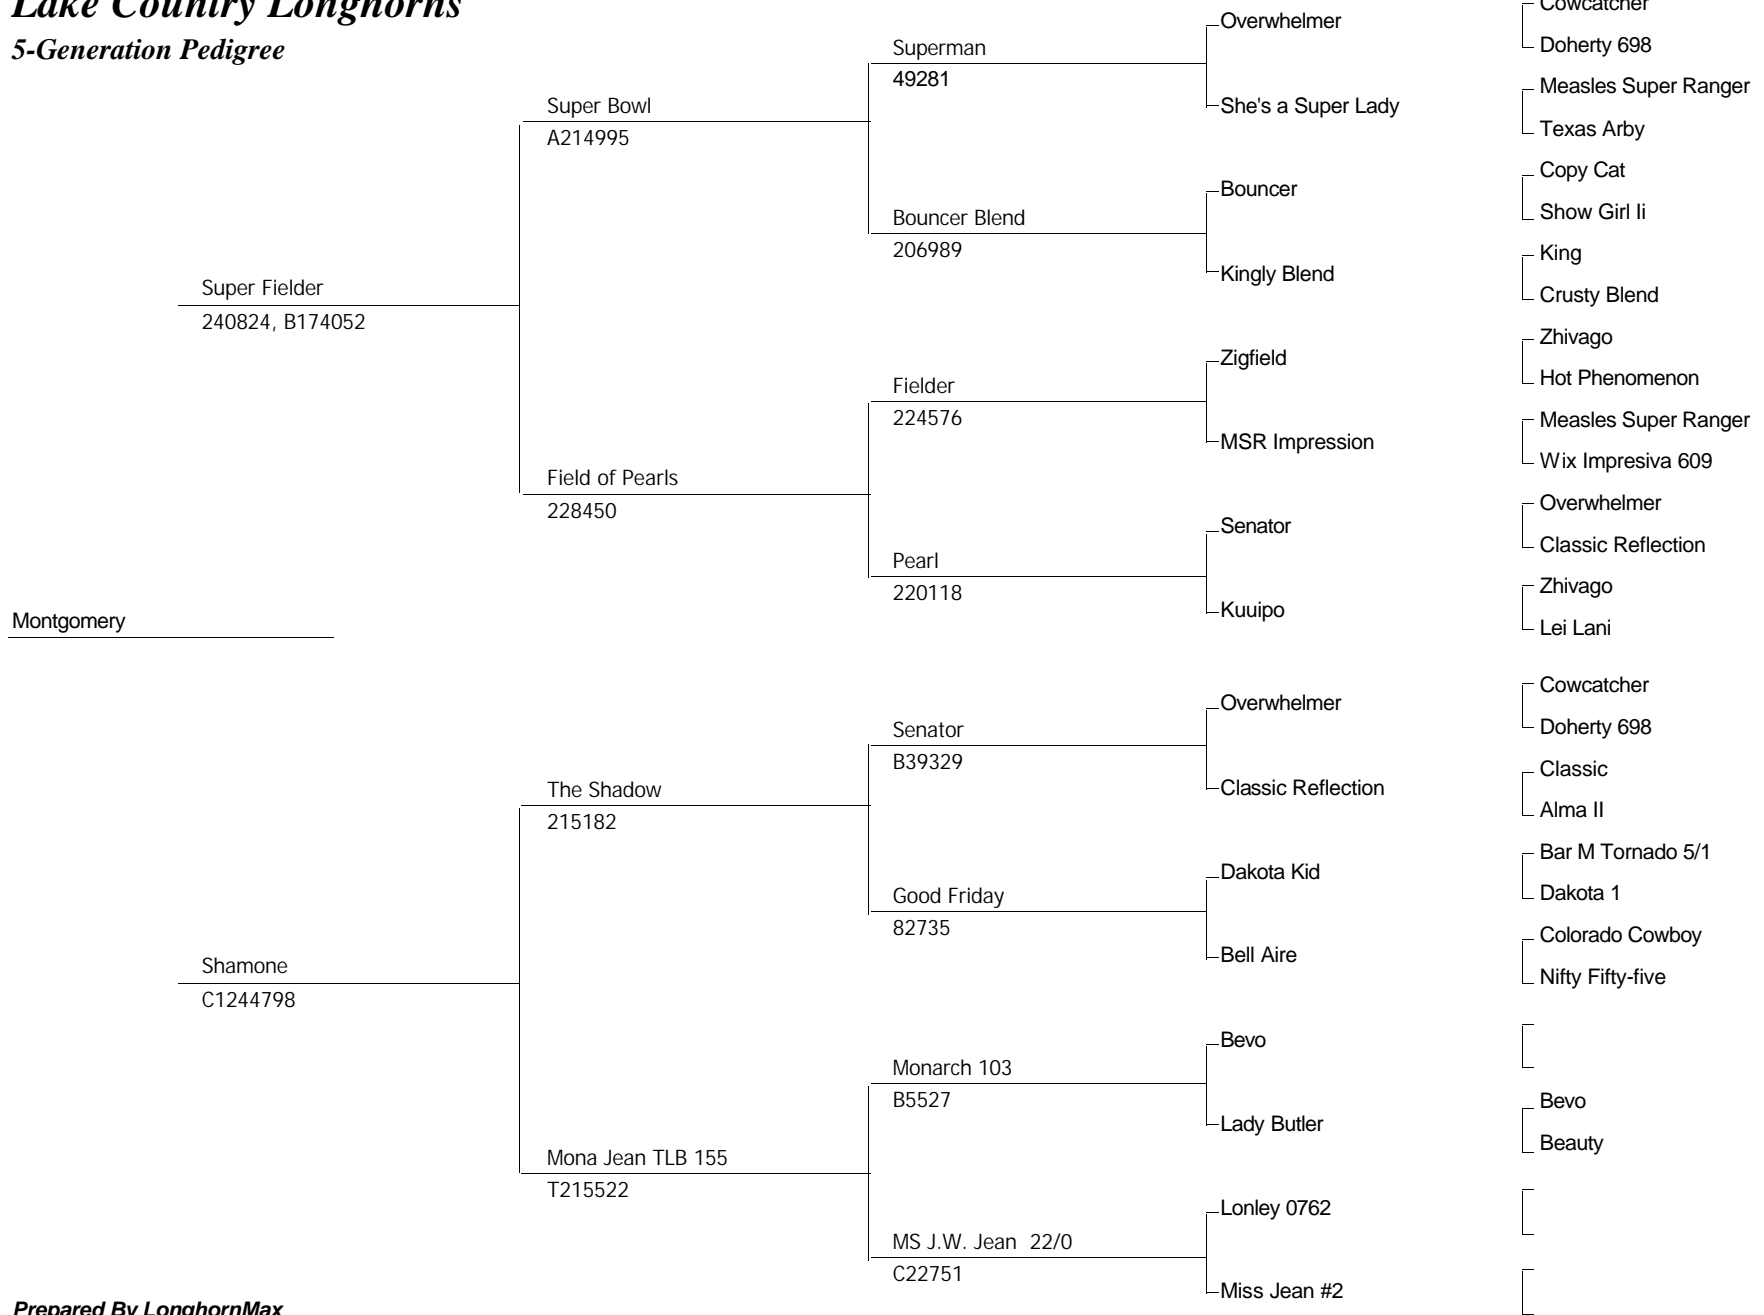 Lake Country Longhorns
5-Generation Pedigree
Montgomery
Super Fielder
240824, B174052
Shamone
C1244798
Super Bowl
A214995
Field of Pearls
228450
The Shadow
215182
Mona Jean TLB 155
T215522
Superman
49281
Bouncer Blend
206989
Fielder
224576
Pearl
220118
Senator
B39329
Good Friday
82735
Monarch 103
B5527
MS J.W. Jean 22/0
C22751
Overwhelmer
She's a Super Lady
Bouncer
Kingly Blend
Zigfield
MSR Impression
Senator
Kuuipo
Overwhelmer
Classic Reflection
Dakota Kid
Bell Aire
Bevo
Lady Butler
Lonley 0762
Miss Jean #2
Cowcatcher
Doherty 698
Measles Super Ranger
Texas Arby
Copy Cat
Show Girl Ii
King
Crusty Blend
Zhivago
Hot Phenomenon
Measles Super Ranger
Wix Impresiva 609
Overwhelmer
Classic Reflection
Zhivago
Lei Lani
Cowcatcher
Doherty 698
Classic
Alma II
Bar M Tornado 5/1
Dakota 1
Colorado Cowboy
Nifty Fifty-five
Bevo
Beauty
Prepared By LonghornMax